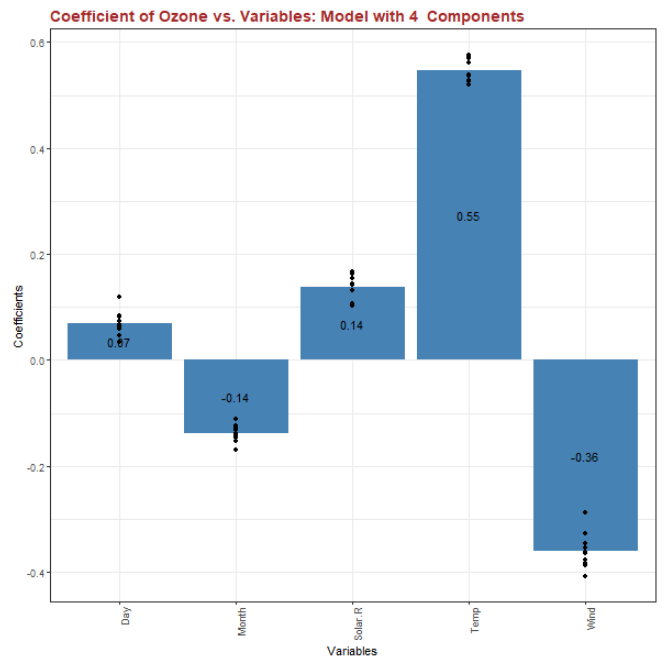 Coefficient of Ozone vs. Variables: Model with 4 Components
0.6
0.4
0.2
0.0
-0.2
-0.4
Coefficients
0.07
-0.14
0.14
0.55
-0.36
Day
Month
Solar.R
Temp
Wind
Variables